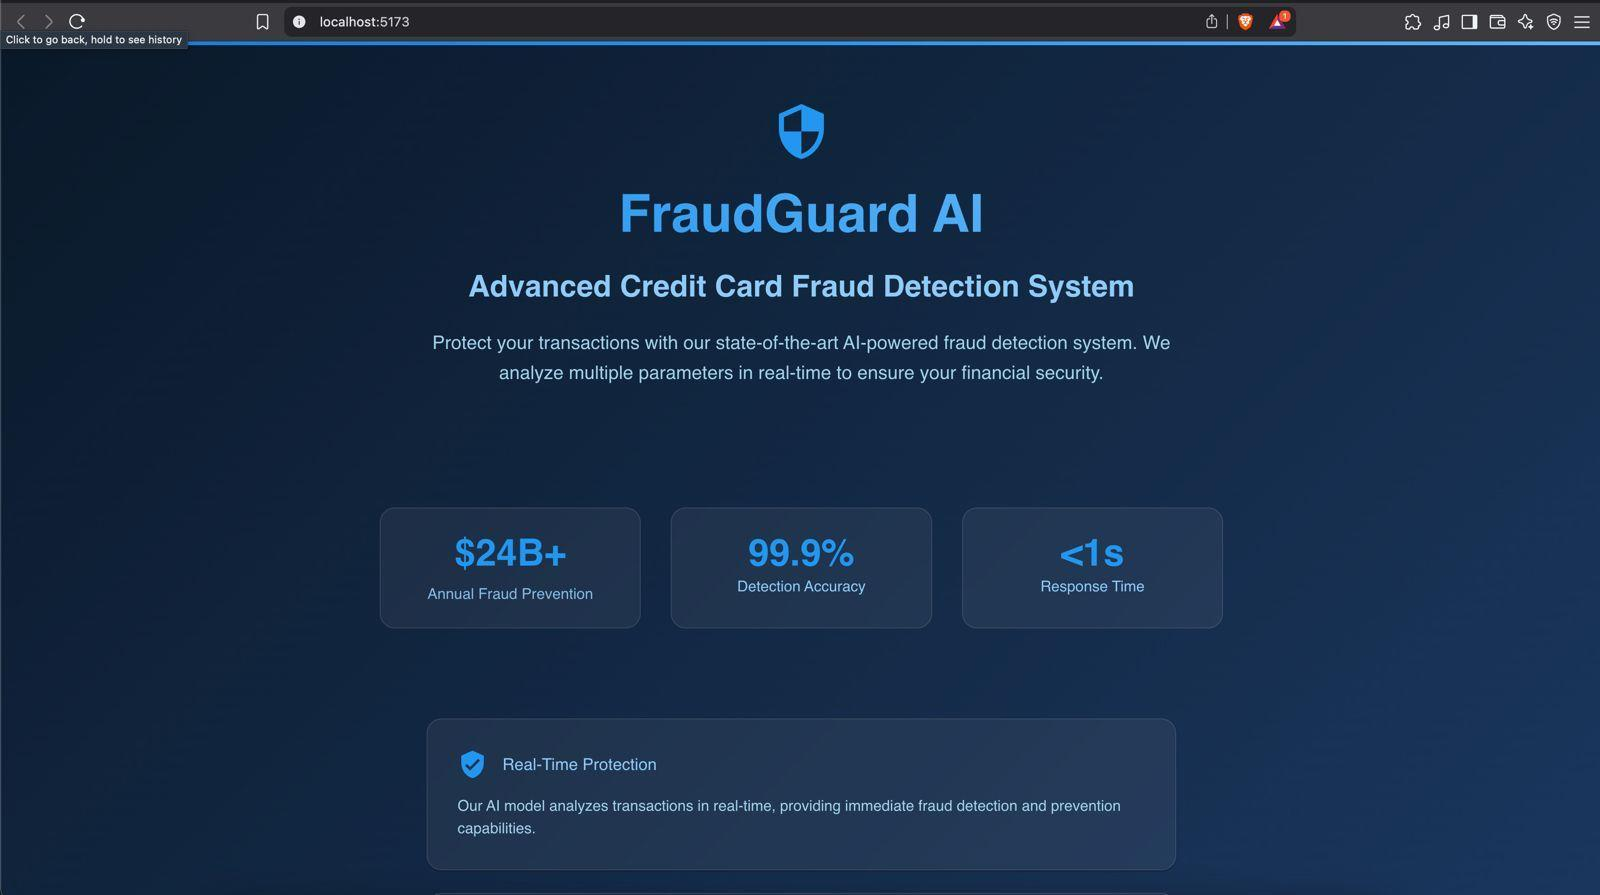 localhost:5173
1
Click to go back, hold to see history
FraudGuard AI
Advanced Credit Card Fraud Detection System
Protect your transactions with our state-of-the-art AI-powered fraud detection system. We
analyze multiple parameters in real-time to ensure your financial security.
$24B+
Annual Fraud Prevention
99.9%
Detection Accuracy
<1s
Response Time
Real-Time Protection
Our AI model analyzes transactions in real-time, providing immediate fraud detection and prevention
capabilities.